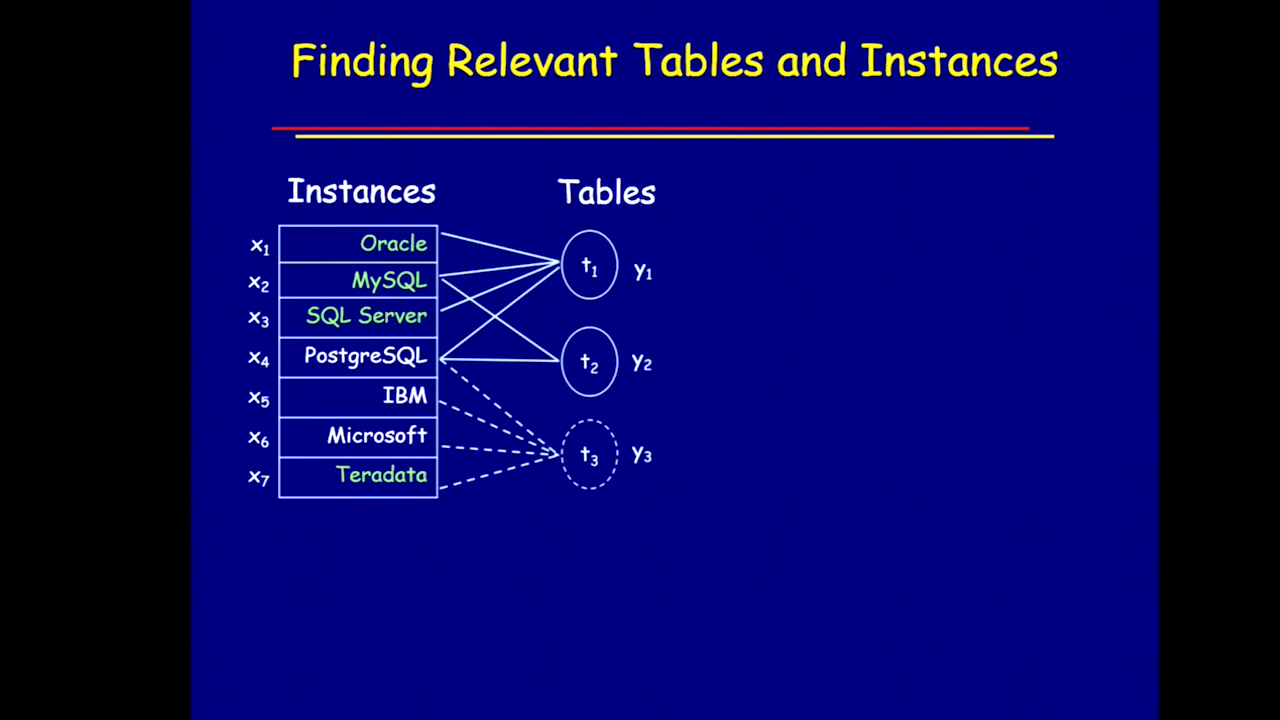 Finding Relevant Tables and Instances
Instances Tables
x1 Oracle
x2 MySQL
x3 SQL Server
x4 PostgreSQL
x5 IBM
x6 Microsoft
x7 Teradata
t1 y1
t2 y2
t3 y3